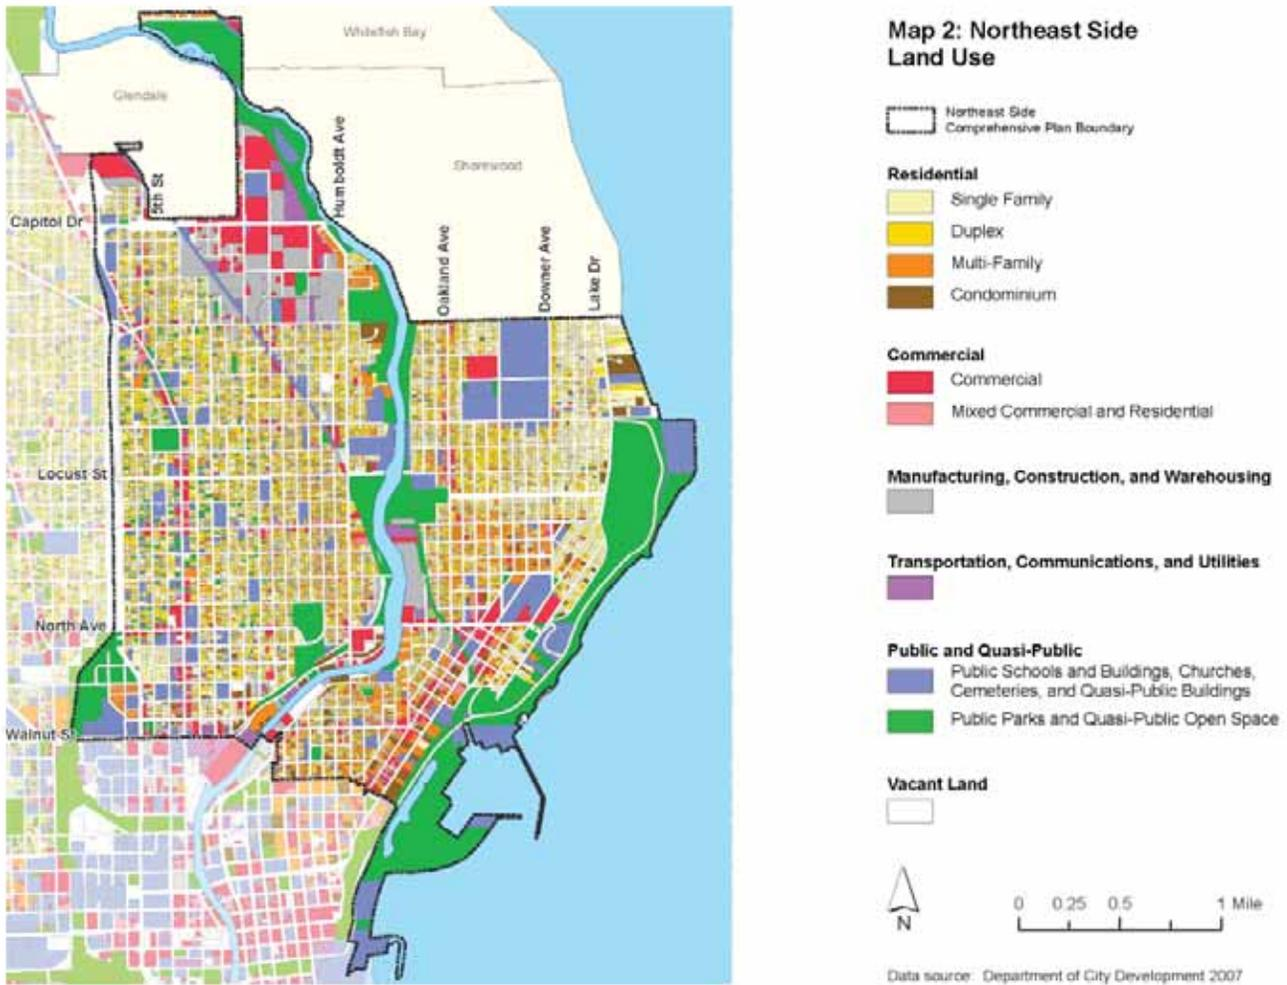 Map 2: Northeast Side
Land Use
Northeast Side
Comprehensive Plan Boundary
Residential
Single Family
Duplex
Multi-Family
Condominium
Commercial
Commercial
Mixed Commercial and Residential
Manufacturing, Construction, and Warehousing
Transportation, Communications, and Utilities
Public and Quasi-Public
Public Schools and Buildings, Churches,
Cemeteries, and Quasi-Public Buildings
Public Parks and Quasi-Public Open Space
Vacant Land
N
0 0.25 0.5 1 Mile
Data source: Department of City Development 2007
Whitefish Bay
Glendale
Shorewood
Humboldt Ave
5th St
Capitol Dr
Oakland Ave
Downer Ave
Lake Dr
Locust St
North Ave
Walnut St